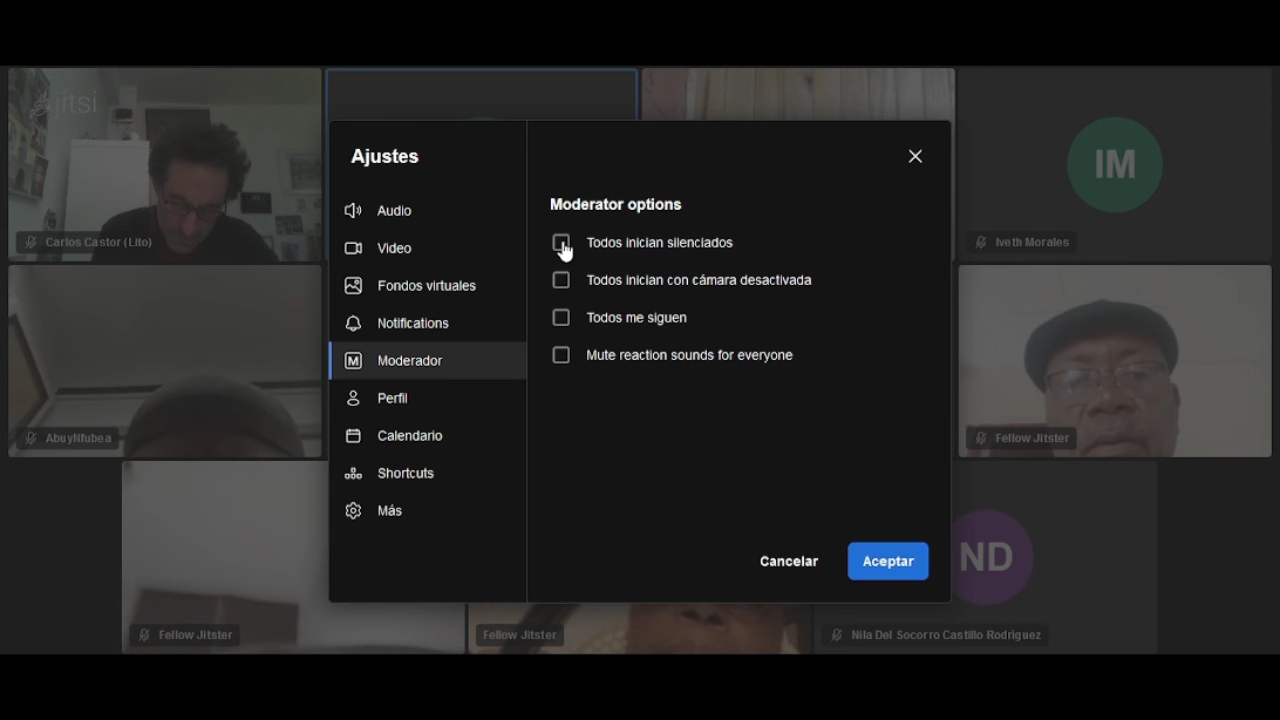 jitsi
Ajustes
Audio
Video
Fondos virtuales
Notifications
Moderador
Perfil
Calendario
Shortcuts
Más
Moderator options
Todos inician silenciados
Todos inician con cámara desactivada
Todos me siguen
Mute reaction sounds for everyone
Cancelar
Aceptar
Carlos Castor (Lito)
IM
Iveth Morales
AbuyNfubea
Fellow Jitster
Fellow Jitster
Fellow Jitster
ND
Nila Del Socorro Castillo Rodriguez